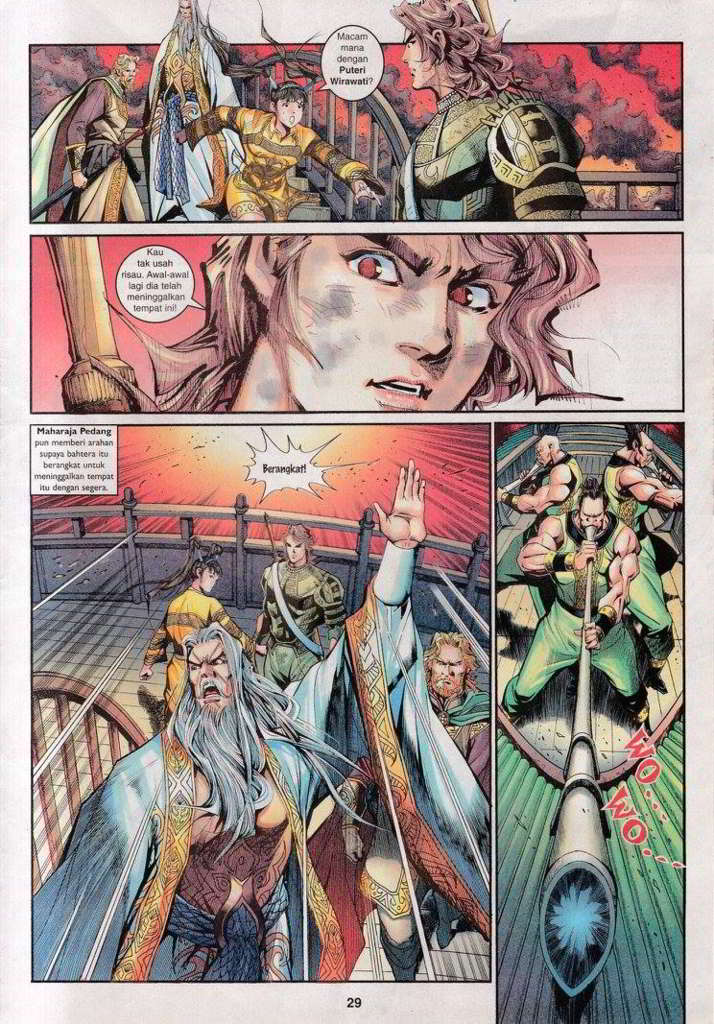 Macam
mana
dengan
Puteri
Wirawati?
Kau
tak usah
risau. Awal-awal
lagi dia telah
meninggalkan
tempat ini!
Maharaja Pedang
pun memberi arahan
supaya bahtera itu
berangkat untuk
meninggalkan tempat
itu dengan segera.
Berangkat!
WO...
WO...
29